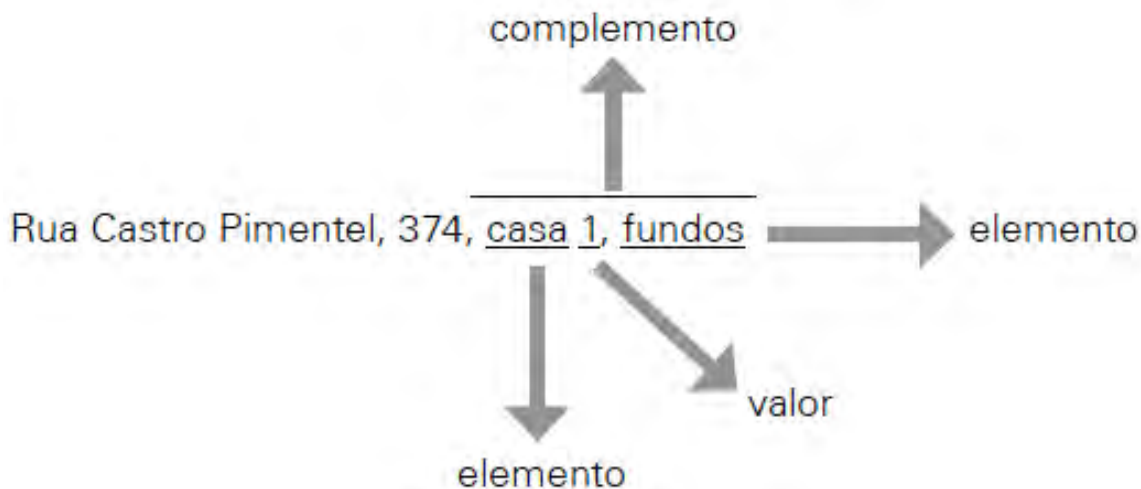 complemento
Rua Castro Pimentel, 374, casa 1, fundos
elemento
valor
elemento